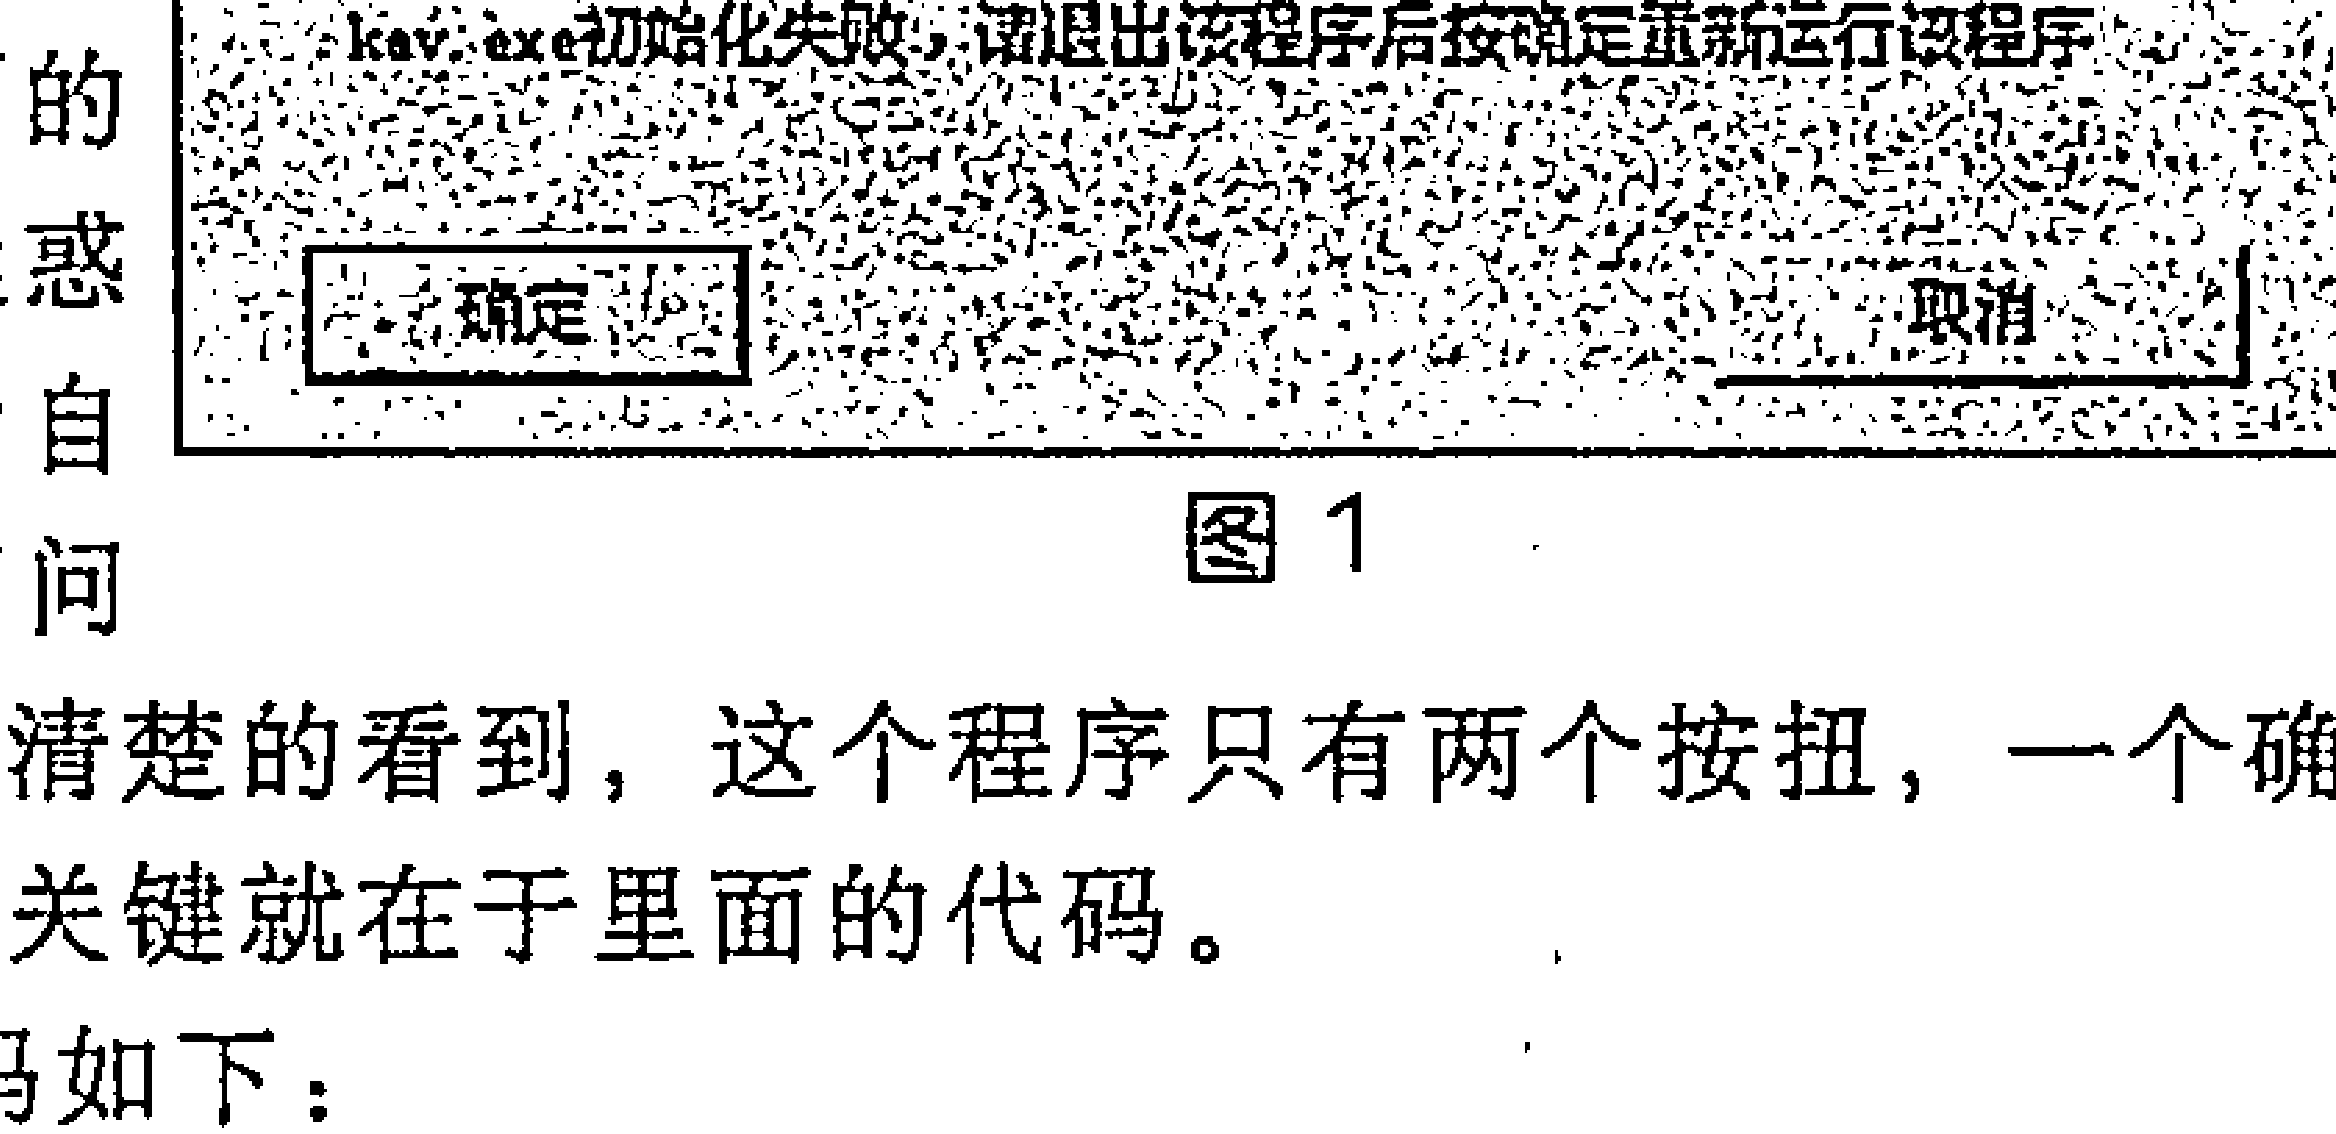 kav.exe初始化失败，请退出该程序后按确定重新运行该程序
的
惑
确定 取消
自
图 1
问
清楚的看到，这个程序只有两个按扭，一个确
关键就在于里面的代码。
码如下：